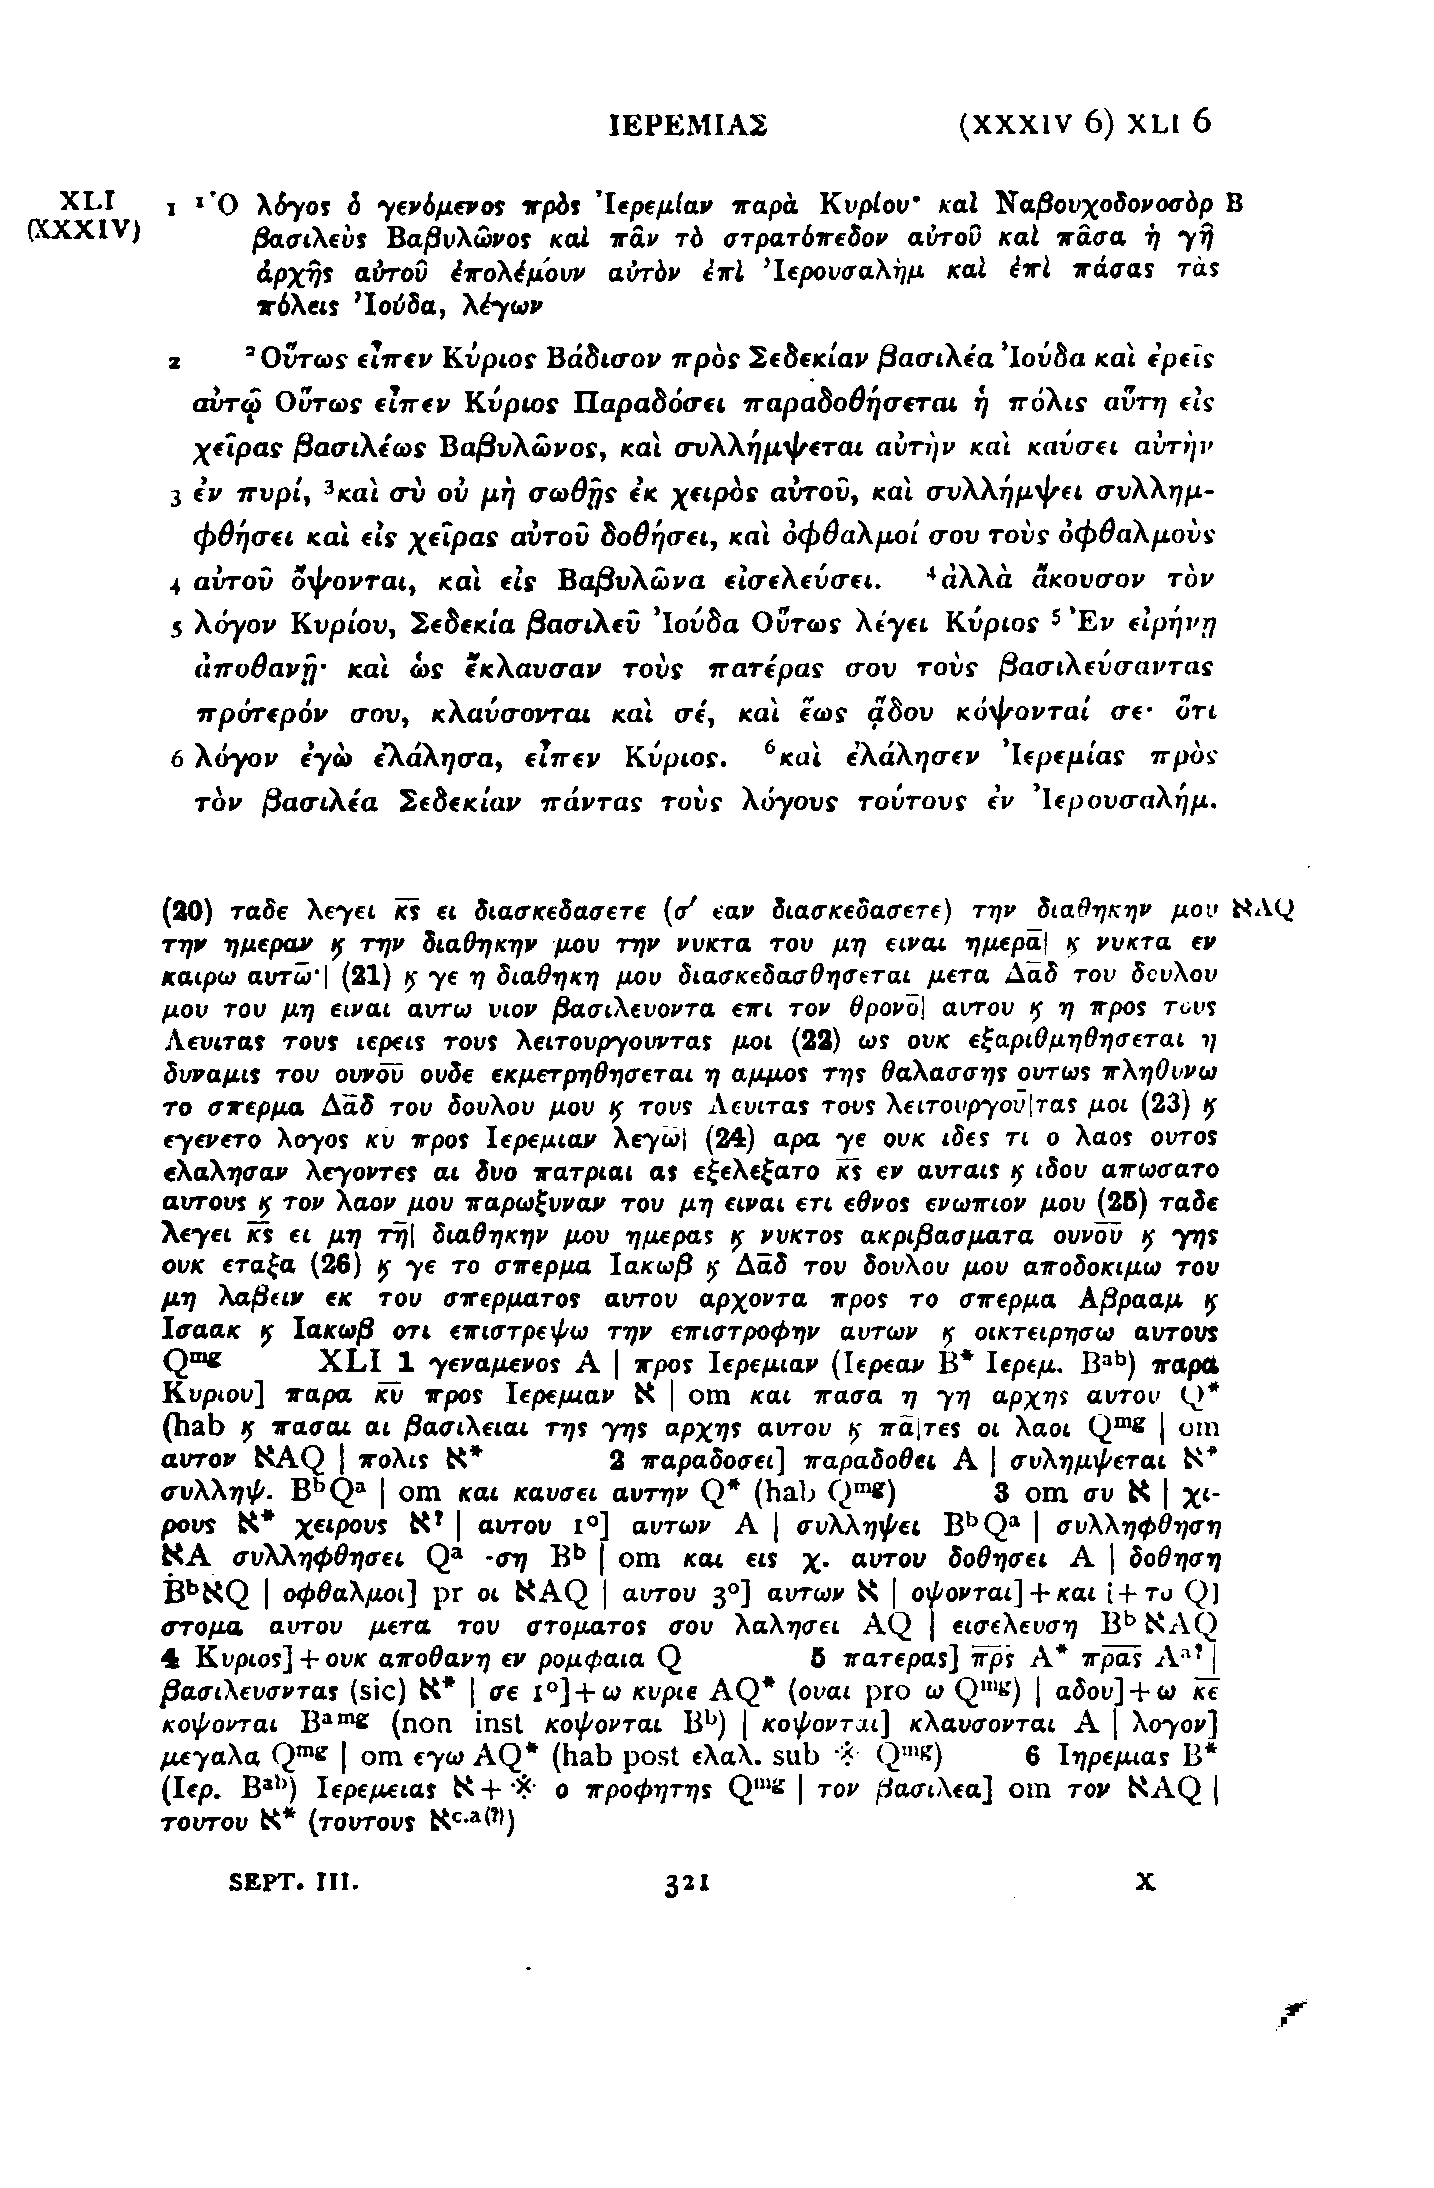 ΙΕΡΕΜΙΑΣ (XXXIV 6) XLI 6
XLI 1 ¹Ὁ λόγος ὁ γενόμενος πρὸς Ἰερεμίαν παρὰ Κυρίου· καὶ Ναβουχοδονοσὸρ B
(XXXIV) βασιλεὺς Βαβυλῶνος καὶ πᾶν τὸ στρατόπεδον αὐτοῦ καὶ πᾶσα ἡ γῆ
ἀρχῆς αὐτοῦ ἐπολέμουν αὐτὸν ἐπὶ Ἰερουσαλὴμ καὶ ἐπὶ πάσας τὰς
πόλεις Ἰούδα, λέγων
2 ²Οὕτως εἶπεν Κύριος Βάδισον πρὸς Σεδεκίαν βασιλέα Ἰούδα καὶ ἐρεῖς
αὐτῷ Οὕτως εἶπεν Κύριος Παραδόσει παραδοθήσεται ἡ πόλις αὕτη εἰς
χεῖρας βασιλέως Βαβυλῶνος, καὶ συλλήμψεται αὐτὴν καὶ καύσει αὐτὴν
3 ἐν πυρί, ³καὶ σὺ οὐ μὴ σωθῇς ἐκ χειρὸς αὐτοῦ, καὶ συλλήμψει συλλημ-
φθήσει καὶ εἰς χεῖρας αὐτοῦ δοθήσει, καὶ ὀφθαλμοί σου τοὺς ὀφθαλμοὺς
4 αὐτοῦ ὄψονται, καὶ εἰς Βαβυλῶνα εἰσελεύσει. ⁴ἀλλὰ ἄκουσον τὸν
5 λόγον Κυρίου, Σεδεκία βασιλεῦ Ἰούδα Οὕτως λέγει Κύριος ⁵Ἐν εἰρήνῃ
ἀποθανῇ· καὶ ὡς ἔκλαυσαν τοὺς πατέρας σου τοὺς βασιλεύσαντας
πρότερόν σου, κλαύσονται καὶ σέ, καὶ ἕως ᾅδου κόψονταί σε· ὅτι
6 λόγον ἐγὼ ἐλάλησα, εἶπεν Κύριος. ⁶καὶ ἐλάλησεν Ἰερεμίας πρὸς
τὸν βασιλέα Σεδεκίαν πάντας τοὺς λόγους τούτους ἐν Ἰερουσαλήμ.
(20) ταδε λεγει κ̅ς̅ ει διασκεδασετε (σ′ εαν διασκεδασετε) την διαθηκην μου אAQ
την ημεραν ϗ την διαθηκην μου την νυκτα του μη ειναι ημερα̅| ϗ νυκτα εν
καιρω αυτω̅·| (21) ϗ γε η διαθηκη μου διασκεδασθησεται μετα Δα̅δ του δουλου
μου του μη ειναι αυτω υιον βασιλευοντα επι τον θρονο̅| αυτου ϗ η προς τους
Λευιτας τους ιερεις τους λειτουργουντας μοι (22) ως ουκ εξαριθμηθησεται η
δυναμις του ουνο̅υ̅ ουδε εκμετρηθησεται η αμμος της θαλασσης ουτως πληθυνω
το σπερμα Δα̅δ του δουλου μου ϗ τους Λευιτας τους λειτουργου̅|τας μοι (23) ϗ
εγενετο λογος κ̅υ̅ προς Ιερεμιαν λεγω̅| (24) αρα γε ουκ ιδες τι ο λαος ουτος
ελαλησαν λεγοντες αι δυο πατριαι ας εξελεξατο κ̅ς̅ εν αυταις ϗ ιδου απωσατο
αυτους ϗ τον λαον μου παρωξυναν του μη ειναι ετι εθνος ενωπιον μου (25) ταδε
λεγει κ̅ς̅ ει μη τη̅| διαθηκην μου ημερας ϗ νυκτος ακριβασματα ουνο̅υ̅ ϗ γης
ουκ εταξα (26) ϗ γε το σπερμα Ιακωβ ϗ Δα̅δ του δουλου μου αποδοκιμω του
μη λαβειν εκ του σπερματος αυτου αρχοντα προς το σπερμα Αβρααμ ϗ
Ισαακ ϗ Ιακωβ οτι επιστρεψω την επιστροφην αυτων ϗ οικτειρησω αυτους
Qᵐᵍ XLI 1 γεναμενος A | προς Ιερεμιαν (Ιερεαν B* Ιερεμ. Bᵃᵇ) παρα
Κυριου] παρα κ̅υ̅ προς Ιερεμιαν א | om και πασα η γη αρχης αυτου Q*
(hab ϗ πασαι αι βασιλειαι της γης αρχης αυτου ϗ πα̅|τες οι λαοι Qᵐᵍ | om
αυτον אAQ | πολις א* 2 παραδοσει] παραδοθει A | συλημψεται א*
συλληψ. BᵇQᵃ | om και καυσει αυτην Q* (hab Qᵐᵍ) 3 om συ א | χι-
ρους א* χειρους א? | αυτου 1°] αυτων A | συλληψει BᵇQᵃ | συλληφθηση
אA συλληφθησει Qᵃ -ση Bᵇ | om και εις χ. αυτου δοθησει A | δοθηση
BᵇאQ | οφθαλμοι] pr οι אAQ | αυτου 3°] αυτων א | οψονται]+και [+το Q]
στομα αυτου μετα του στοματος σου λαλησει AQ | εισελευση BᵇאAQ
4 Κυριος]+ουκ αποθανη εν ρομφαια Q 5 πατερας] π̅ρ̅ς̅ A* π̅ρ̅α̅ς̅ Aᵃ? |
βασιλευσντας (sic) א* | σε 1°]+ω κυριε AQ* (ουαι pro ω Qᵐᵍ) | αδου]+ω κ̅ε̅
κοψονται Bᵃᵐᵍ (non inst κοψονται Bᵇ) | κοψονται] κλαυσονται A | λογον]
μεγαλα Qᵐᵍ | om εγω AQ* (hab post ελαλ. sub ※ Qᵐᵍ) 6 Ιηρεμιας B*
(Ιερ. Bᵃᵇ) Ιερεμειας א+※ ο προφητης Qᵐᵍ | τον βασιλεα] om τον אAQ |
τουτου א* (τουτους אᶜ·ᵃ⁽?⁾)
SEPT. III. 321 X